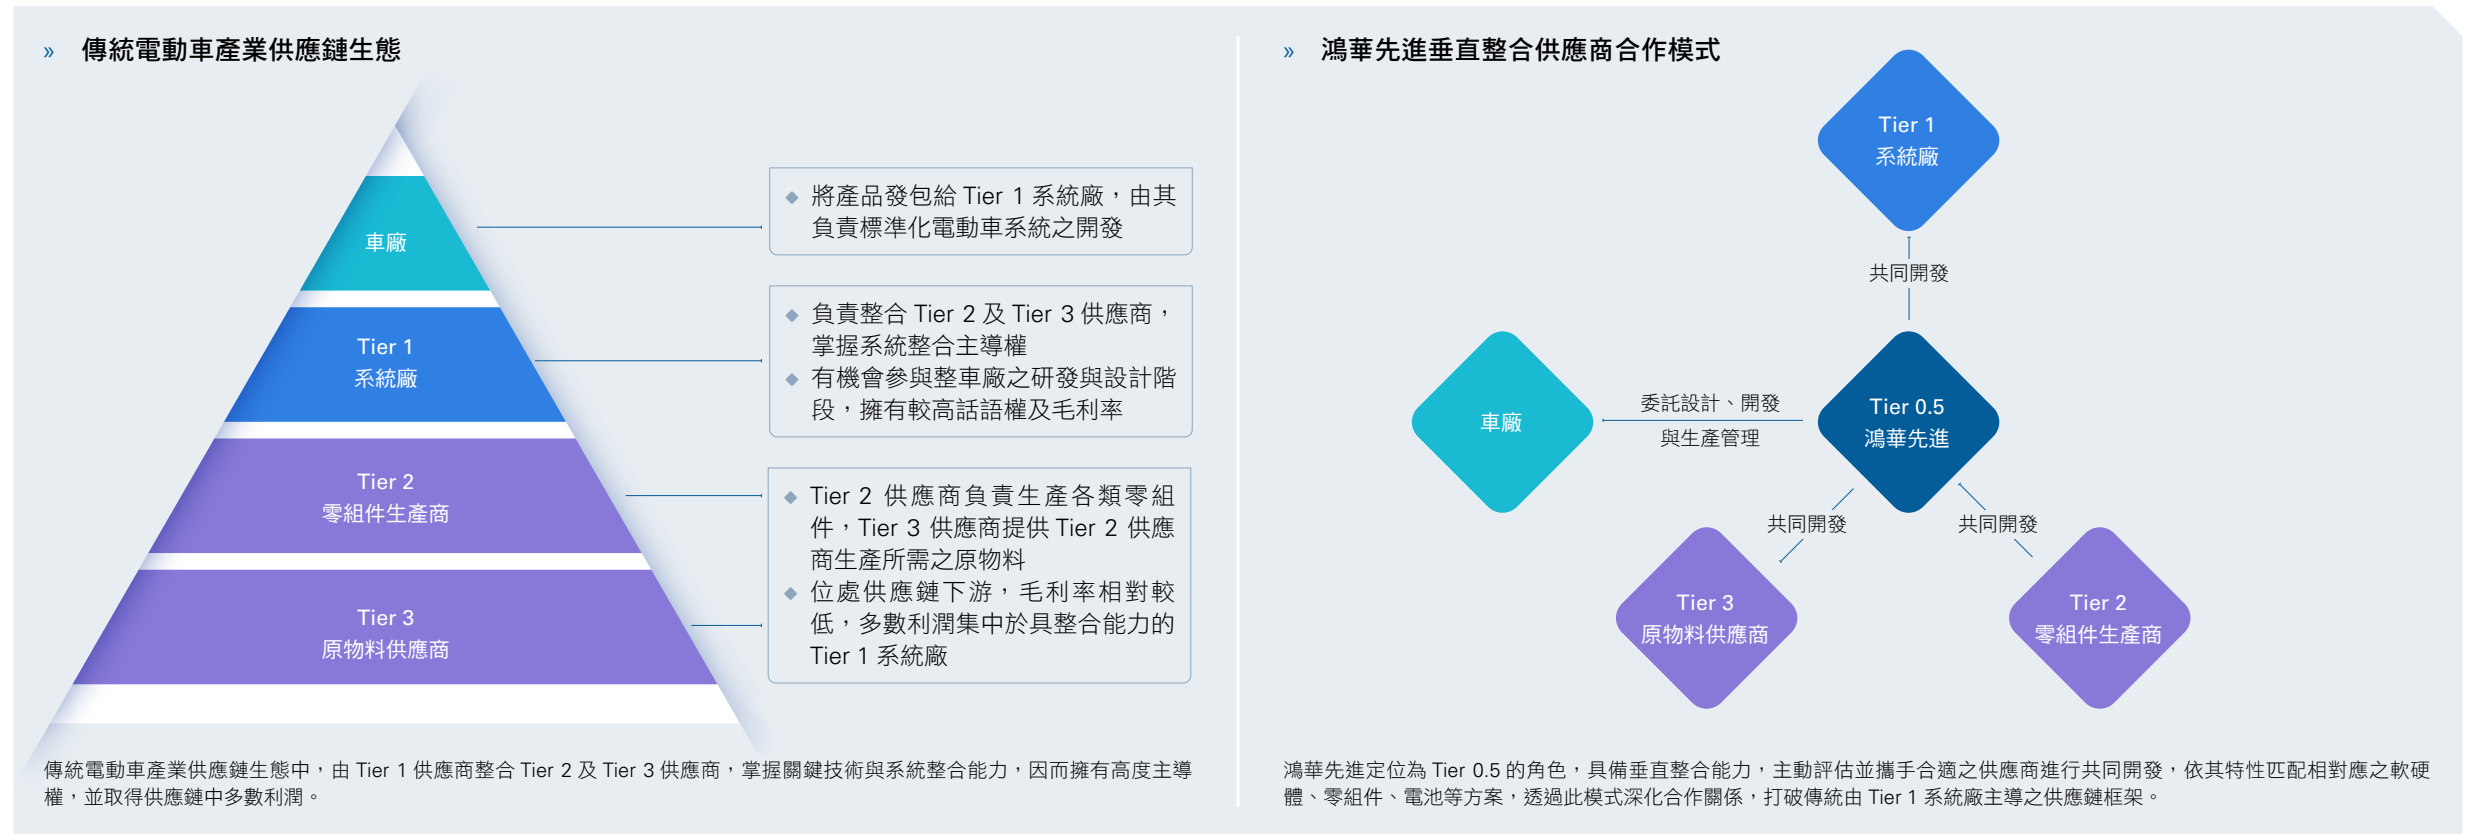 » 傳統電動車產業供應鏈生態
車廠
Tier 1
系統廠
Tier 2
零組件生產商
Tier 3
原物料供應商
◆ 將產品發包給 Tier 1 系統廠，由其
負責標準化電動車系統之開發
◆ 負責整合 Tier 2 及 Tier 3 供應商，
掌握系統整合主導權
◆ 有機會參與整車廠之研發與設計階
段，擁有較高話語權及毛利率
◆ Tier 2 供應商負責生產各類零組
件，Tier 3 供應商提供 Tier 2 供應
商生產所需之原物料
◆ 位處供應鏈下游，毛利率相對較
低，多數利潤集中於具整合能力的
Tier 1 系統廠
傳統電動車產業供應鏈生態中，由 Tier 1 供應商整合 Tier 2 及 Tier 3 供應商，掌握關鍵技術與系統整合能力，因而擁有高度主導
權，並取得供應鏈中多數利潤。
» 鴻華先進垂直整合供應商合作模式
Tier 1
系統廠
共同開發
車廠
委託設計、開發
與生產管理
Tier 0.5
鴻華先進
共同開發
共同開發
Tier 3
原物料供應商
Tier 2
零組件生產商
鴻華先進定位為 Tier 0.5 的角色，具備垂直整合能力，主動評估並攜手合適之供應商進行共同開發，依其特性匹配相對應之軟硬
體、零組件、電池等方案，透過此模式深化合作關係，打破傳統由 Tier 1 系統廠主導之供應鏈框架。